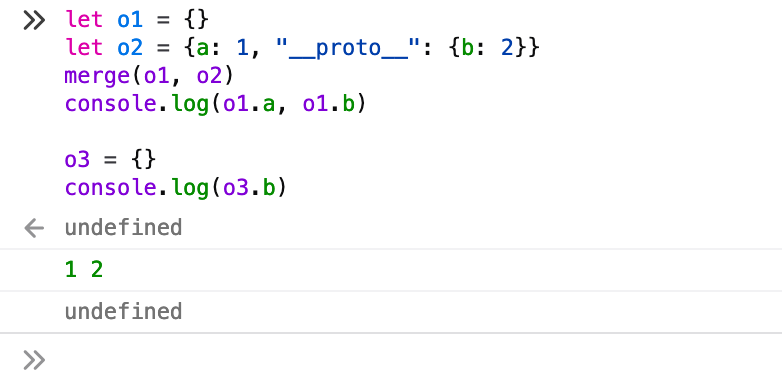 >> let o1 = {}
let o2 = {a: 1, "__proto__": {b: 2}}
merge(o1, o2)
console.log(o1.a, o1.b)

o3 = {}
console.log(o3.b)
← undefined
1 2
undefined
>>